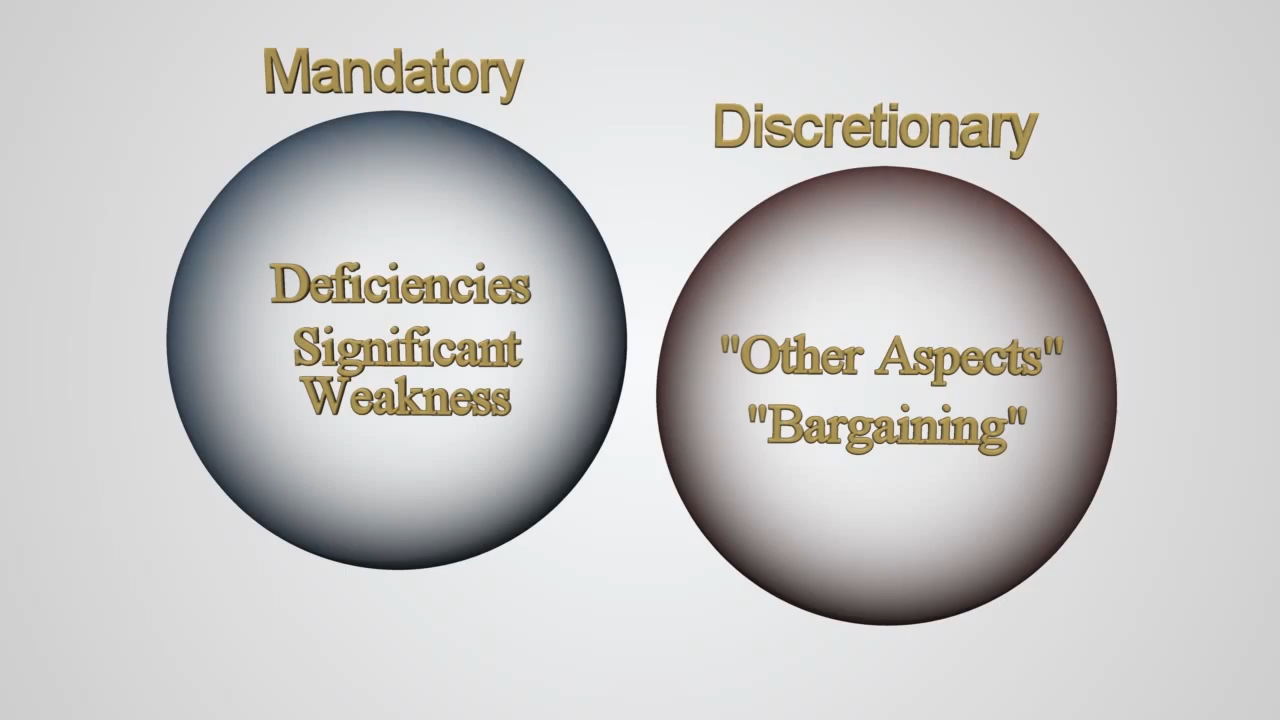 Mandatory
Deficiencies
Significant
Weakness
Discretionary
"Other Aspects"
"Bargaining"